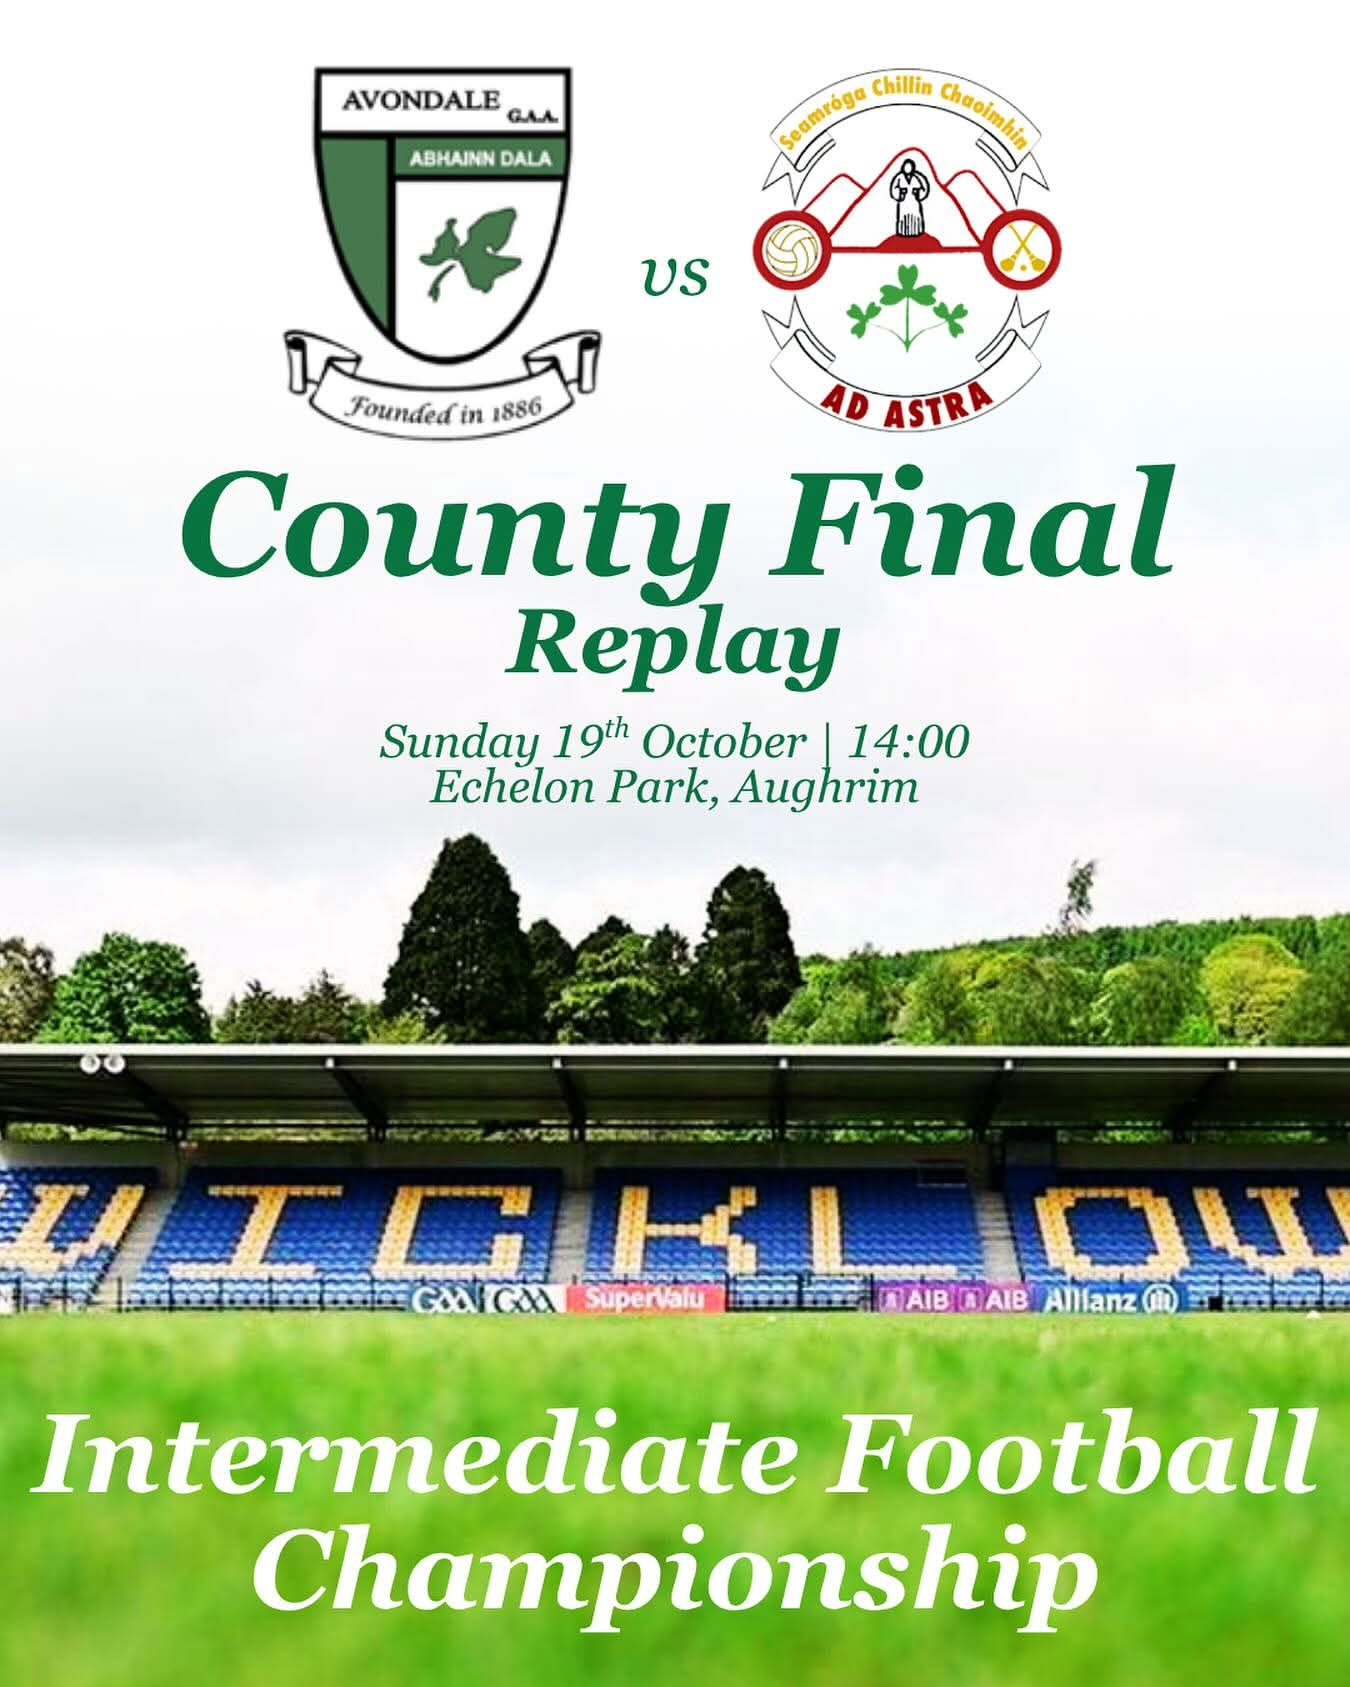 AVONDALE
G.A.A.
ABHAINN DALA
Founded in 1886
vs
Seamróga Chillin Chaoimhin
AD ASTRA
County Final
Replay
Sunday 19th October | 14:00
Echelon Park, Aughrim
WICKLOW
GAA GAA SuperValu AIB AIB Allianz
Intermediate Football
Championship